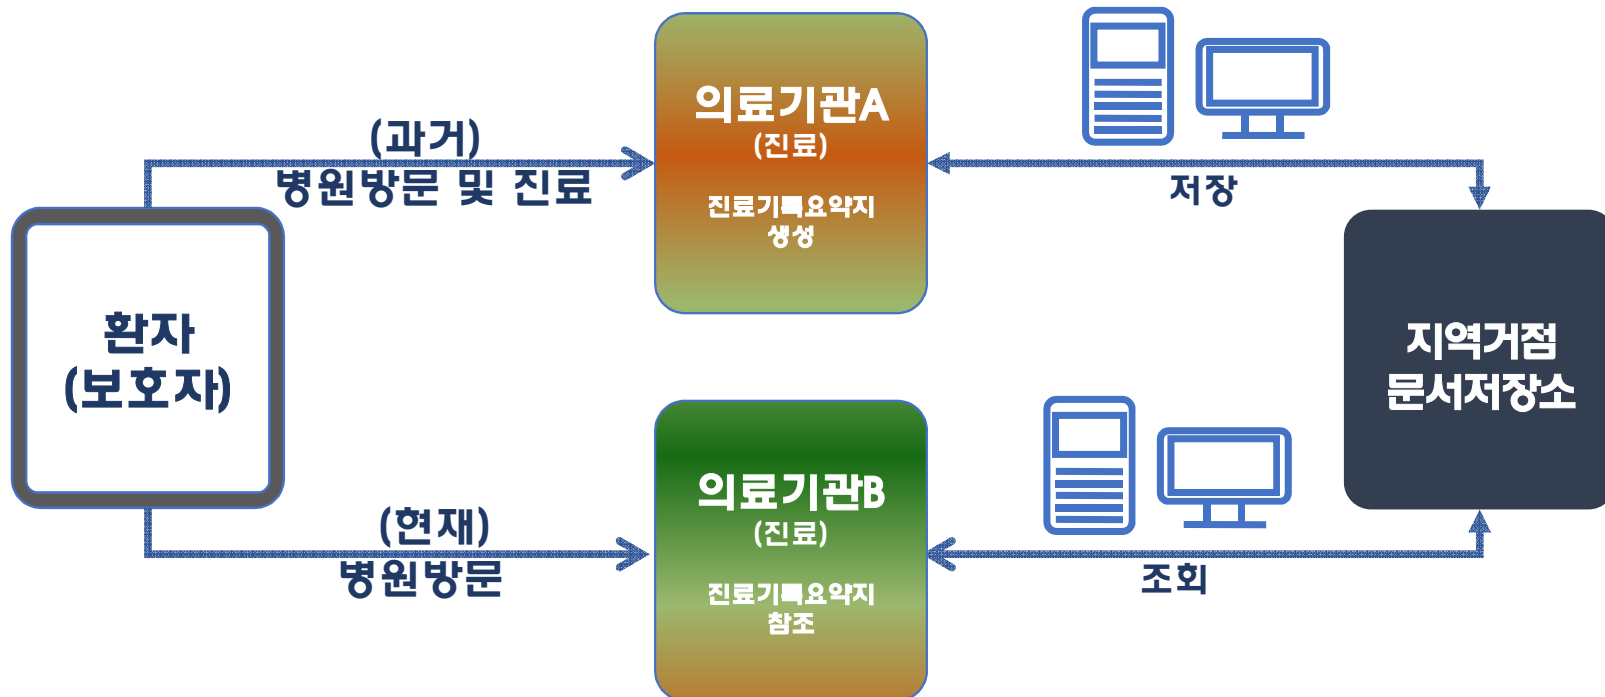 (과거)
병원방문 및 진료
의료기관A
(진료)
진료기록요약지
생성
저장
환자
(보호자)
지역거점
문서저장소
(현재)
병원방문
의료기관B
(진료)
진료기록요약지
참조
조회